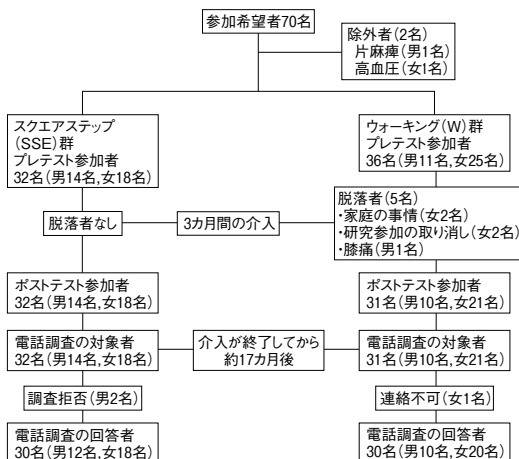 参加希望者70名
除外者(2名)
片麻痺(男1名)
高血圧(女1名)
スクエアステップ
(SSE)群
プレテスト参加者
32名(男14名,女18名)
ウォーキング(W)群
プレテスト参加者
36名(男11名,女25名)
脱落者なし
3カ月間の介入
脱落者(5名)
・家庭の事情(女2名)
・研究参加の取り消し(女2名)
・膝痛(男1名)
ポストテスト参加者
32名(男14名,女18名)
ポストテスト参加者
31名(男10名,女21名)
電話調査の対象者
32名(男14名,女18名)
介入が終了してから
約17カ月後
電話調査の対象者
31名(男10名,女21名)
調査拒否(男2名)
連絡不可(女1名)
電話調査の回答者
30名(男12名,女18名)
電話調査の回答者
30名(男10名,女20名)